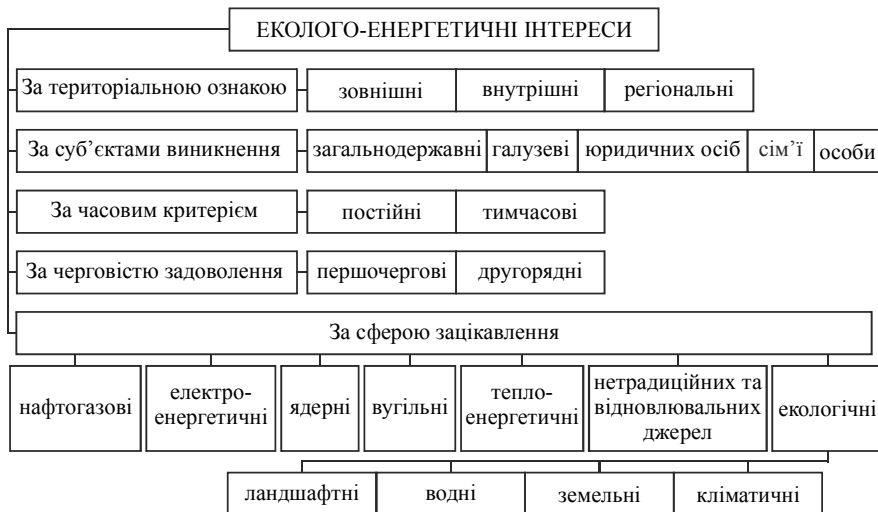 ЕКОЛОГО-ЕНЕРГЕТИЧНІ ІНТЕРЕСИ
За територіальною ознакою зовнішні внутрішні регіональні
За суб’єктами виникнення загальнодержавні галузеві юридичних осіб сім’ї особи
За часовим критерієм постійні тимчасові
За черговістю задоволення першочергові другорядні
За сферою зацікавлення
нафтогазові
електро-
енергетичні
ядерні
вугільні
тепло-
енергетичні
нетрадиційних та
відновлювальних
джерел
екологічні
ландшафтні водні земельні кліматичні